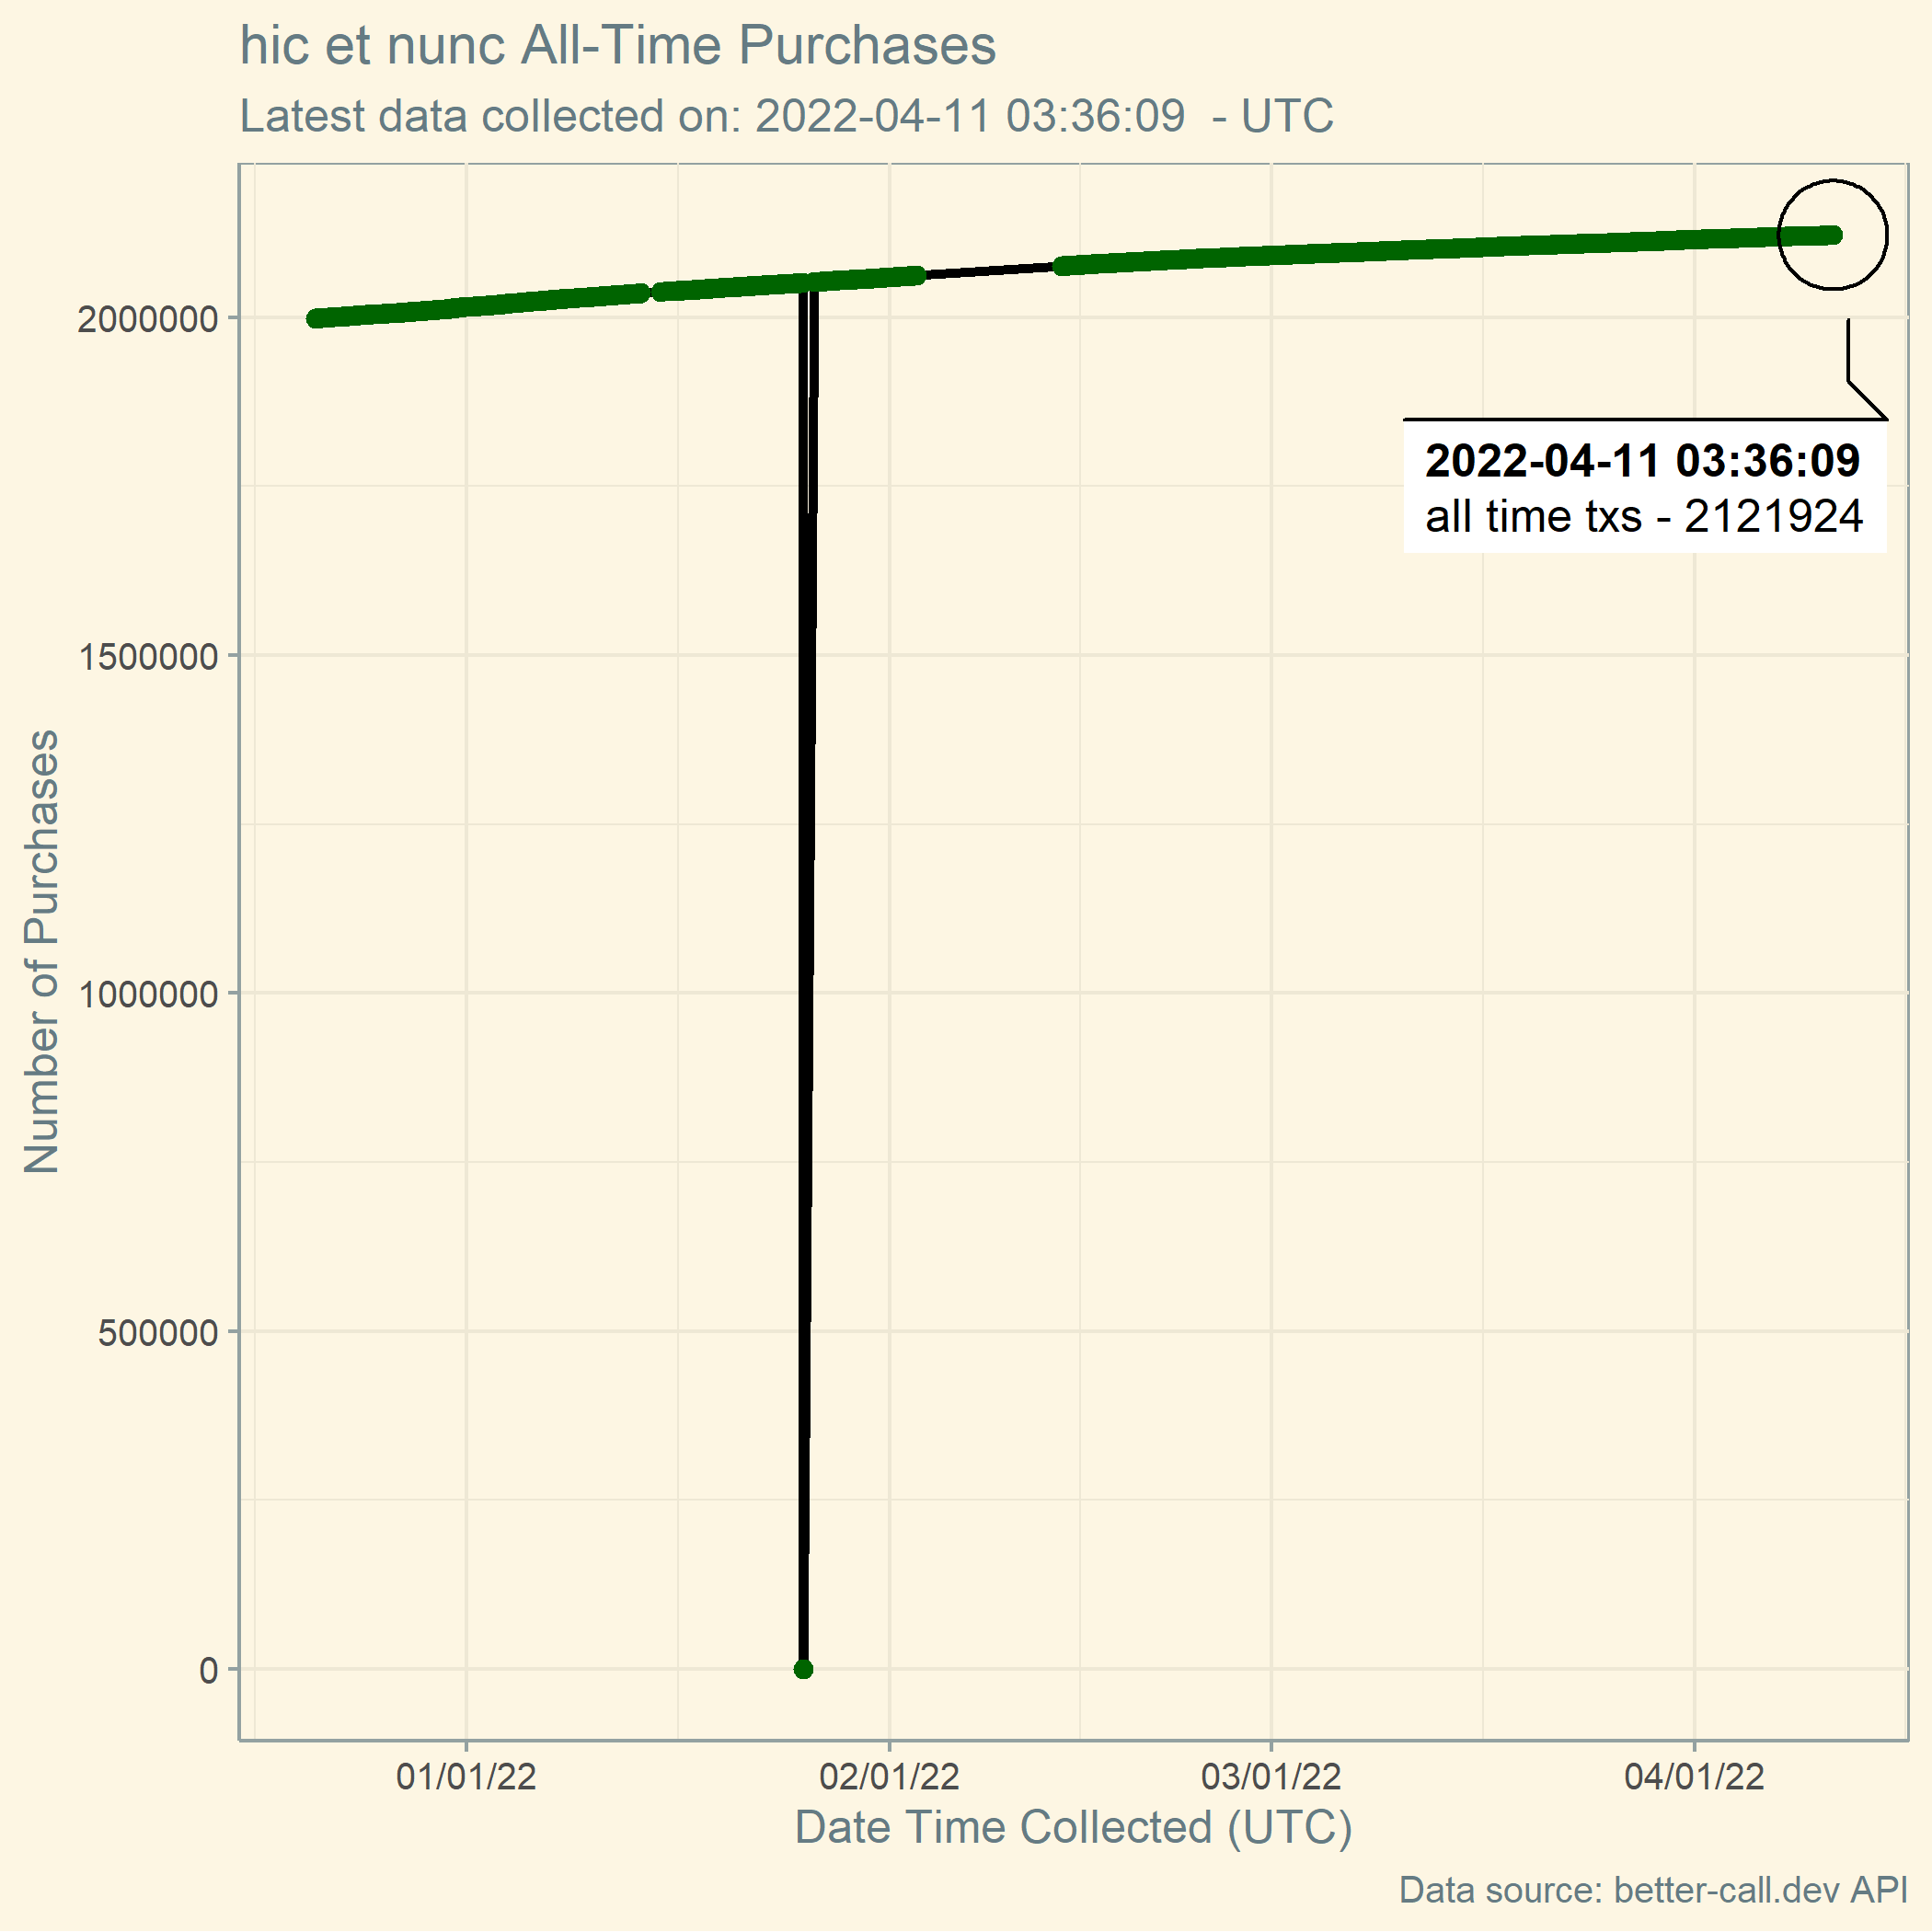 hic et nunc All-Time Purchases
Latest data collected on: 2022-04-11 03:36:09  - UTC
Number of Purchases
2000000
1500000
1000000
500000
0
2022-04-11 03:36:09
all time txs - 2121924
01/01/22
02/01/22
03/01/22
04/01/22
Date Time Collected (UTC)
Data source: better-call.dev API